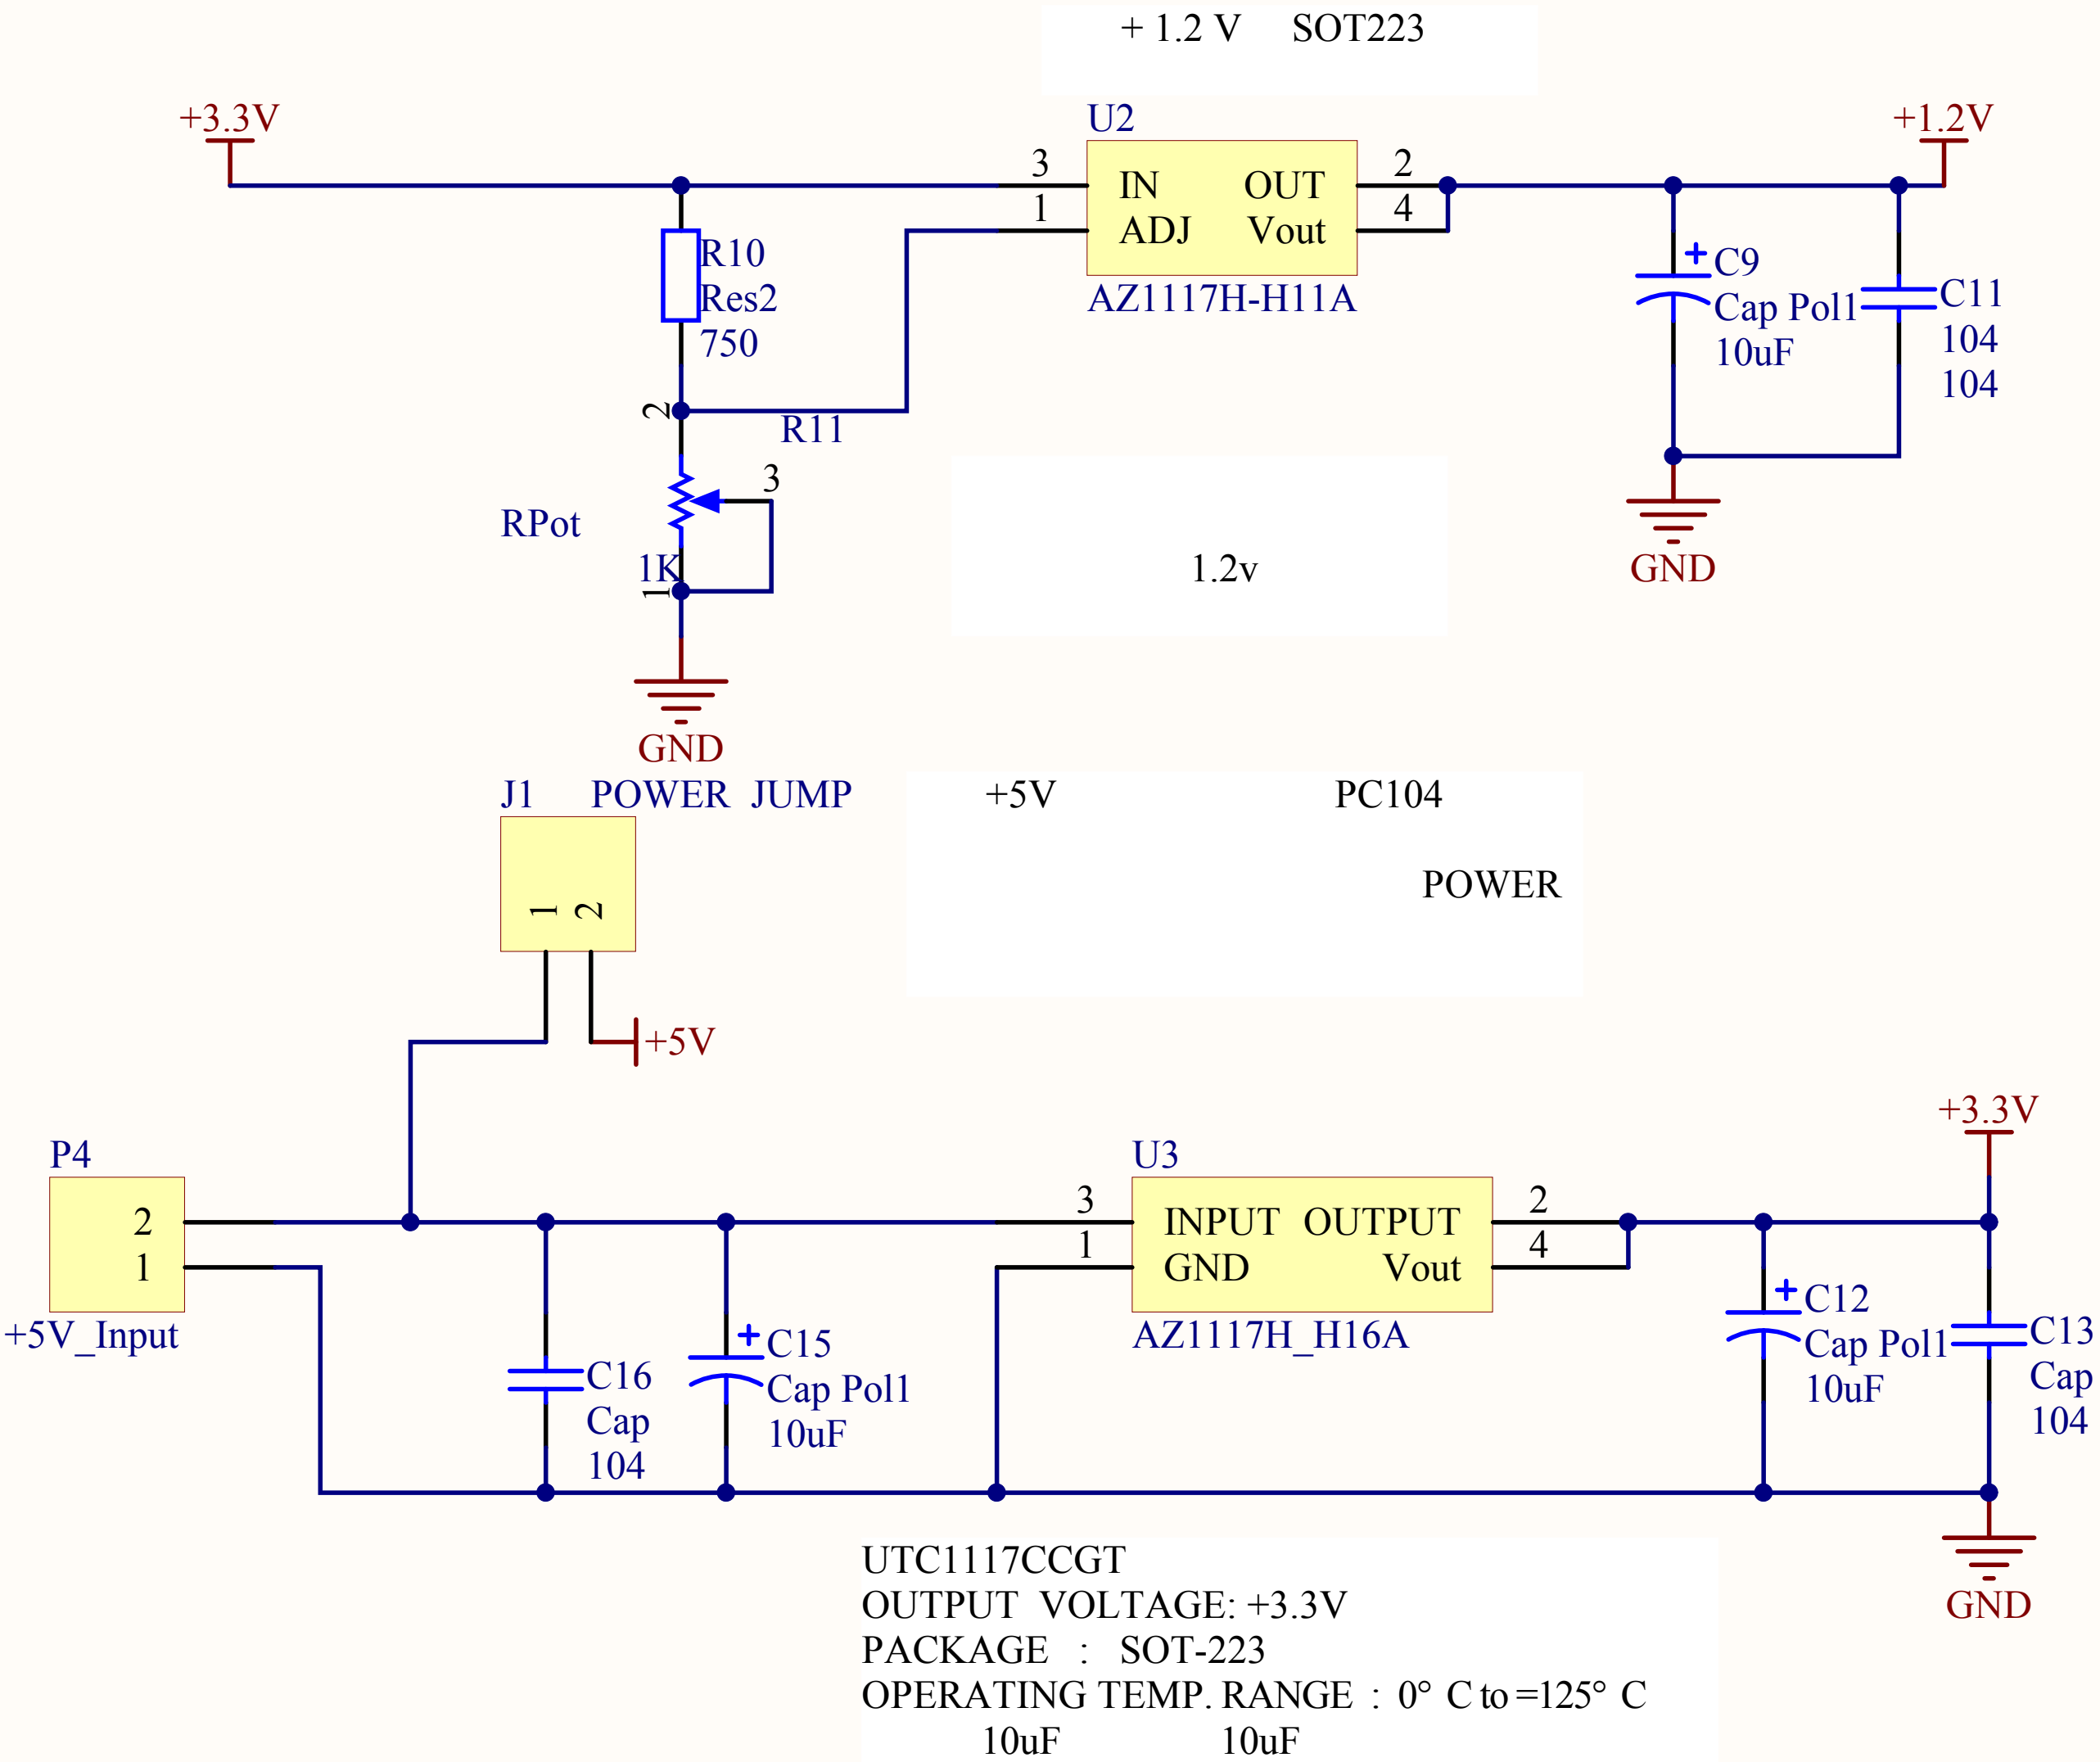 + 1.2 V SOT223
+3.3V
U2
+1.2V
3
IN
OUT
2
1
ADJ
Vout
4
AZ1117H-H11A
R10
Res2
750
C9
Cap Pol1
10uF
C11
104
104
2
R11
3
RPot
1K
1
1.2v
GND
GND
J1 POWER JUMP
+5V PC104
POWER
1
2
+5V
+3.3V
P4
U3
2
1
+5V_Input
3
INPUT
OUTPUT
2
1
GND
Vout
4
AZ1117H_H16A
C16
Cap
104
C15
Cap Pol1
10uF
C12
Cap Pol1
10uF
C13
Cap
104
GND
UTC1117CCGT
OUTPUT VOLTAGE: +3.3V
PACKAGE : SOT-223
OPERATING TEMP. RANGE : 0° C to =125° C
10uF 10uF